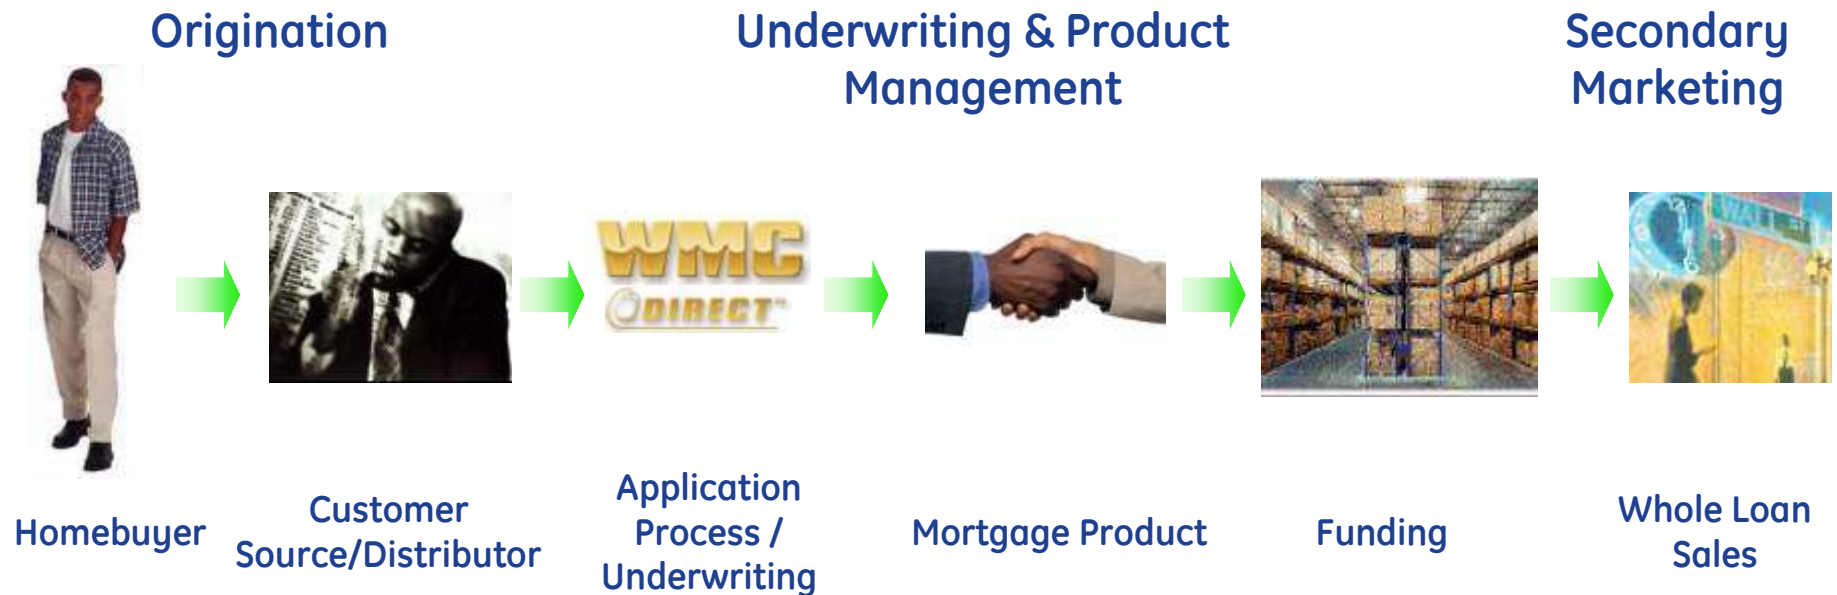 Origination
Underwriting & Product
Management
Secondary
Marketing
WMC
DIRECT™
Homebuyer
Customer
Source/Distributor
Application
Process /
Underwriting
Mortgage Product
Funding
Whole Loan
Sales